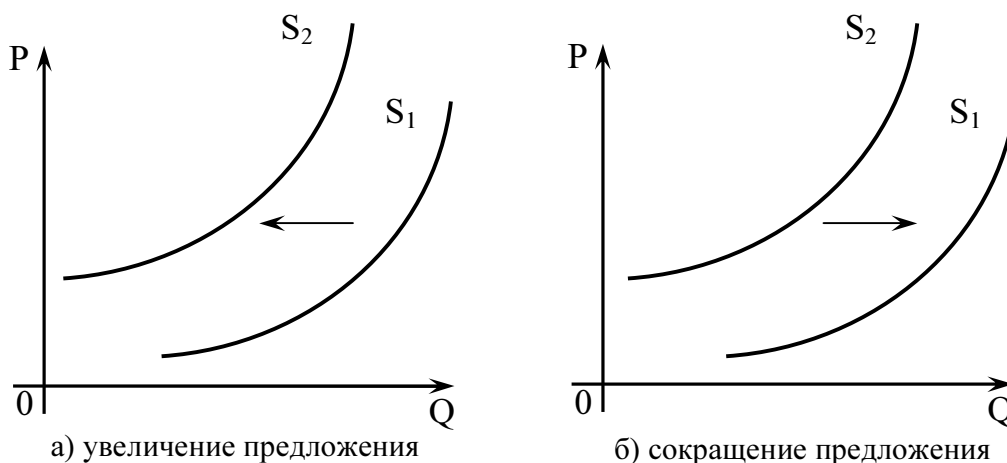 S₂
P
S₁
0
Q
а) увеличение предложения
S₂
P
S₁
0
Q
б) сокращение предложения